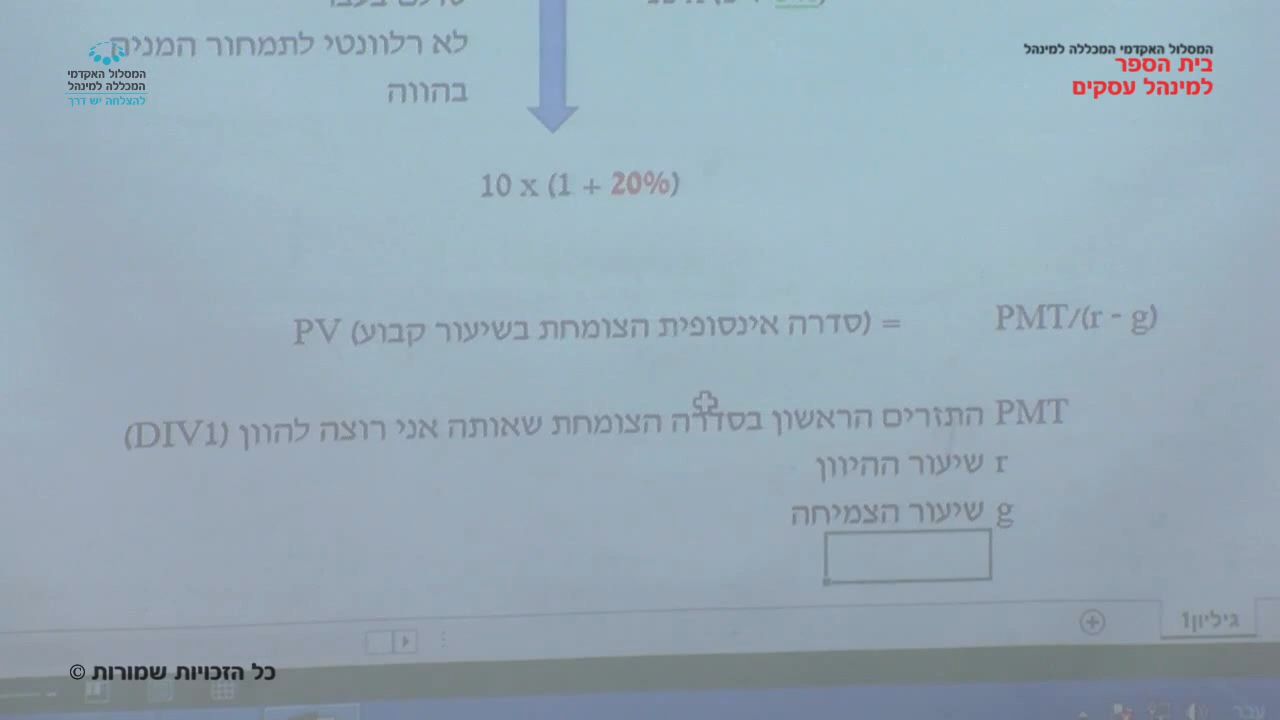 המסלול האקדמי המכללה למינהל
בית הספר
למינהל עסקים
המסלול האקדמי
המכללה למינהל
להצלחה יש דרך
לא רלוונטי לתמחור המניה
בהווה
10 x (1 + 20%)
PV (סדרה אינסופית הצומחת בשיעור קבוע) = PMT/(r - g)
PMT התזרים הראשון בסדרה הצומחת שאותה אני רוצה להוון (DIV1)
r שיעור ההיוון
g שיעור הצמיחה
גיליון1
כל הזכויות שמורות ©